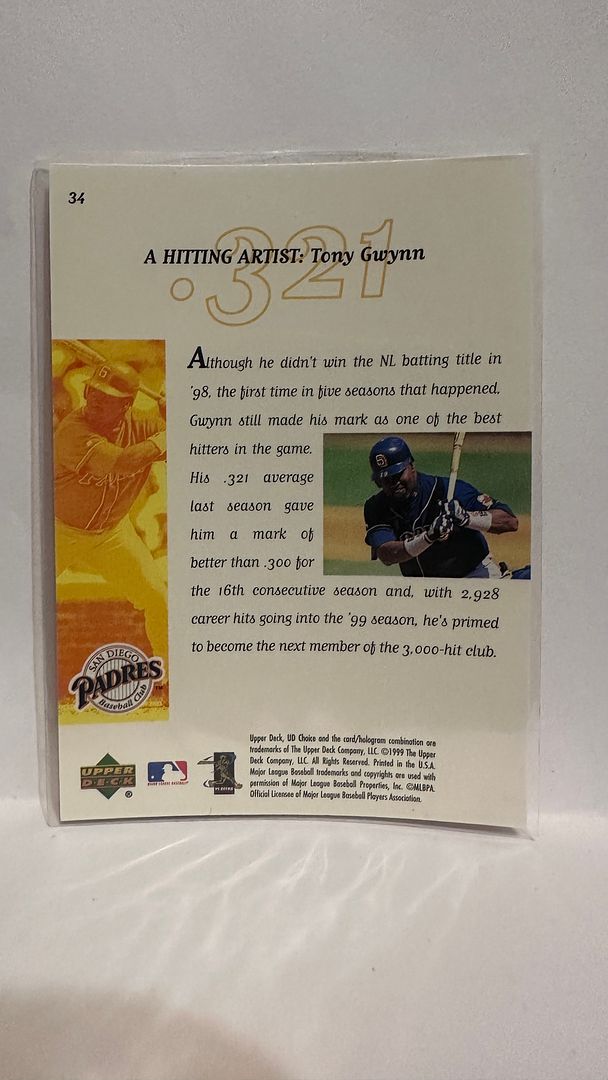 34
.321
A HITTING ARTIST: Tony Gwynn
Although he didn't win the NL batting title in
'98, the first time in five seasons that happened,
Gwynn still made his mark as one of the best
hitters in the game.
His .321 average
last season gave
him a mark of
better than .300 for
the 16th consecutive season and, with 2,928
career hits going into the '99 season, he's primed
to become the next member of the 3,000-hit club.
SAN DIEGO
PADRES
Baseball Club
TM
Upper Deck, UD Choice and the card/hologram combination are
trademarks of The Upper Deck Company, LLC. ©1999 The Upper
Deck Company, LLC. All Rights Reserved. Printed in the U.S.A.
Major League Baseball trademarks and copyrights are used with
permission of Major League Baseball Properties, Inc. ©MLBPA.
Official Licensee of Major League Baseball Players Association.
UPPER
DECK
®
MAJOR LEAGUE BASEBALL